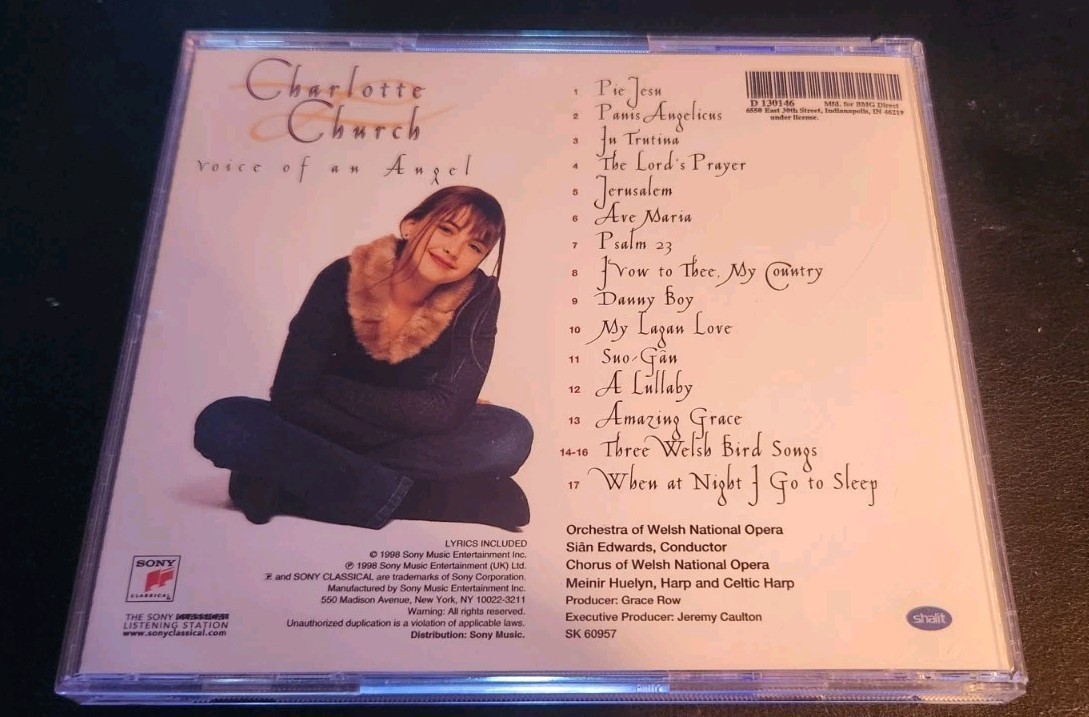 Charlotte
Church
voice of an Angel
1 Pie Jesu
2 Panis Angelicus
3 In Trutina
4 The Lord's Prayer
5 Jerusalem
6 Ave Maria
7 Psalm 23
8 I Vow to Thee, My Country
9 Danny Boy
10 My Lagan Love
11 Suo-Gân
12 A Lullaby
13 Amazing Grace
14-16 Three Welsh Bird Songs
17 When at Night I Go to Sleep
D 130146 Mfd. for BMG Direct
6550 East 30th Street, Indianapolis, IN 46219
under license.
Orchestra of Welsh National Opera
Siân Edwards, Conductor
Chorus of Welsh National Opera
Meinir Huelyn, Harp and Celtic Harp
Producer: Grace Row
Executive Producer: Jeremy Caulton
SK 60957
LYRICS INCLUDED
© 1998 Sony Music Entertainment Inc.
℗ 1998 Sony Music Entertainment (UK) Ltd.
and SONY CLASSICAL are trademarks of Sony Corporation.
Manufactured by Sony Music Entertainment Inc.
550 Madison Avenue, New York, NY 10022-3211
Warning: All rights reserved.
Unauthorized duplication is a violation of applicable laws.
Distribution: Sony Music.
SONY
CLASSICAL
THE SONY
LISTENING STATION
www.sonyclassical.com
shalit